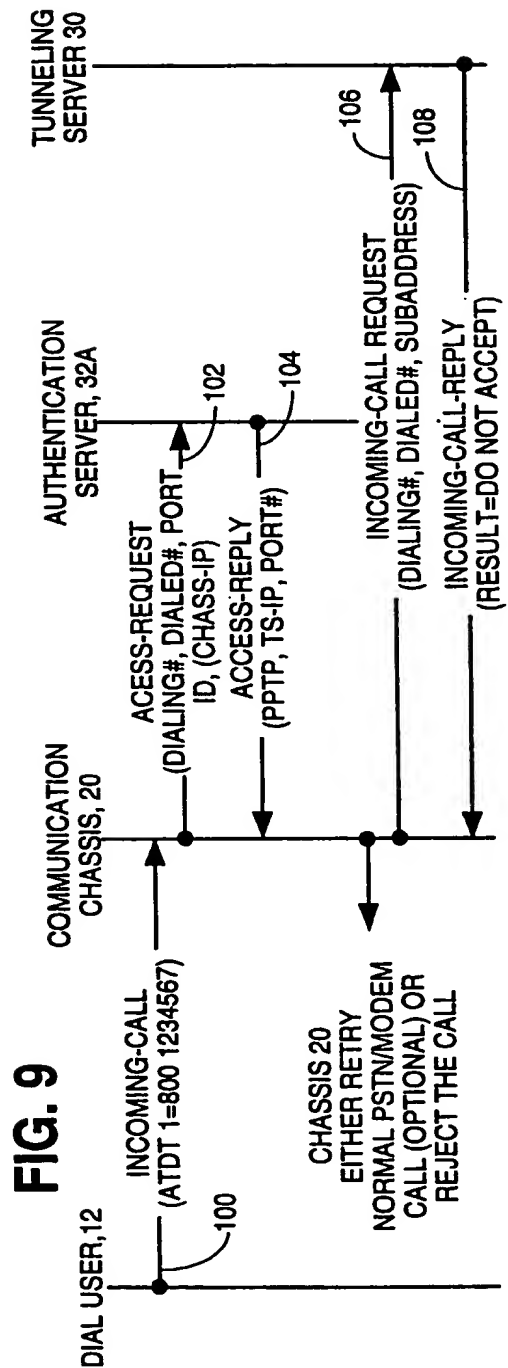 FIG. 9
DIAL USER,12
COMMUNICATION
CHASSIS, 20
AUTHENTICATION
SERVER, 32A
TUNNELING
SERVER 30
INCOMING-CALL
(ATDT 1=800 1234567)
100
ACESS-REQUEST
(DIALING#, DIALED#, PORT
ID, (CHASS-IP)
102
ACCESS-REPLY
(PPTP, TS-IP, PORT#)
104
CHASSIS 20
EITHER RETRY
NORMAL PSTN/MODEM
CALL (OPTIONAL) OR
REJECT THE CALL
INCOMING-CALL REQUEST
(DIALING#, DIALED#, SUBADDRESS)
106
INCOMING-CALL-REPLY
(RESULT=DO NOT ACCEPT)
108